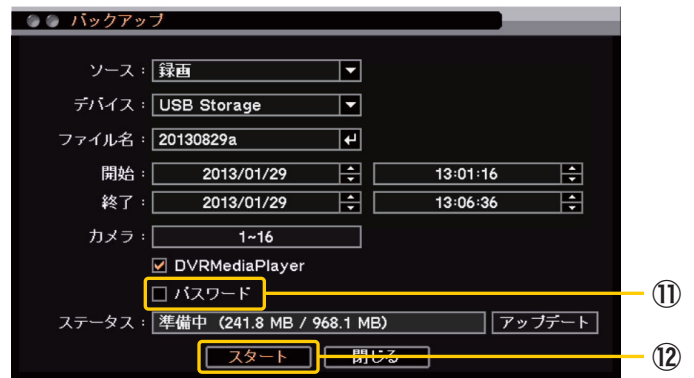 バックアップ
ソース : 録画
デバイス : USB Storage
ファイル名 : 20130829a
開始 : 2013/01/29 13:01:16
終了 : 2013/01/29 13:06:36
カメラ : 1~16
DVRMediaPlayer
パスワード ⑪
ステータス : 準備中 (241.8 MB / 968.1 MB) アップデート
スタート 閉じる ⑫